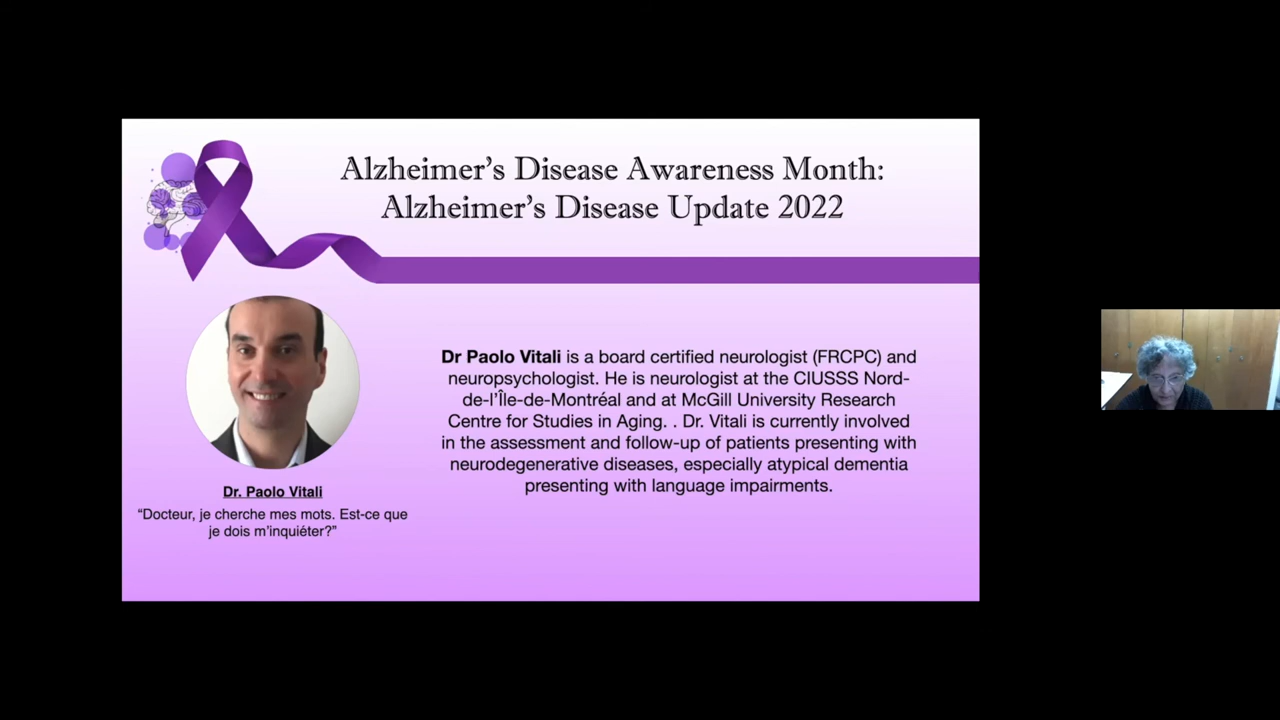 Alzheimer’s Disease Awareness Month:
Alzheimer’s Disease Update 2022
Dr Paolo Vitali is a board certified neurologist (FRCPC) and
neuropsychologist. He is neurologist at the CIUSSS Nord-
de-l’Île-de-Montréal and at McGill University Research
Centre for Studies in Aging. . Dr. Vitali is currently involved
in the assessment and follow-up of patients presenting with
neurodegenerative diseases, especially atypical dementia
presenting with language impairments.
Dr. Paolo Vitali
“Docteur, je cherche mes mots. Est-ce que
je dois m’inquiéter?”